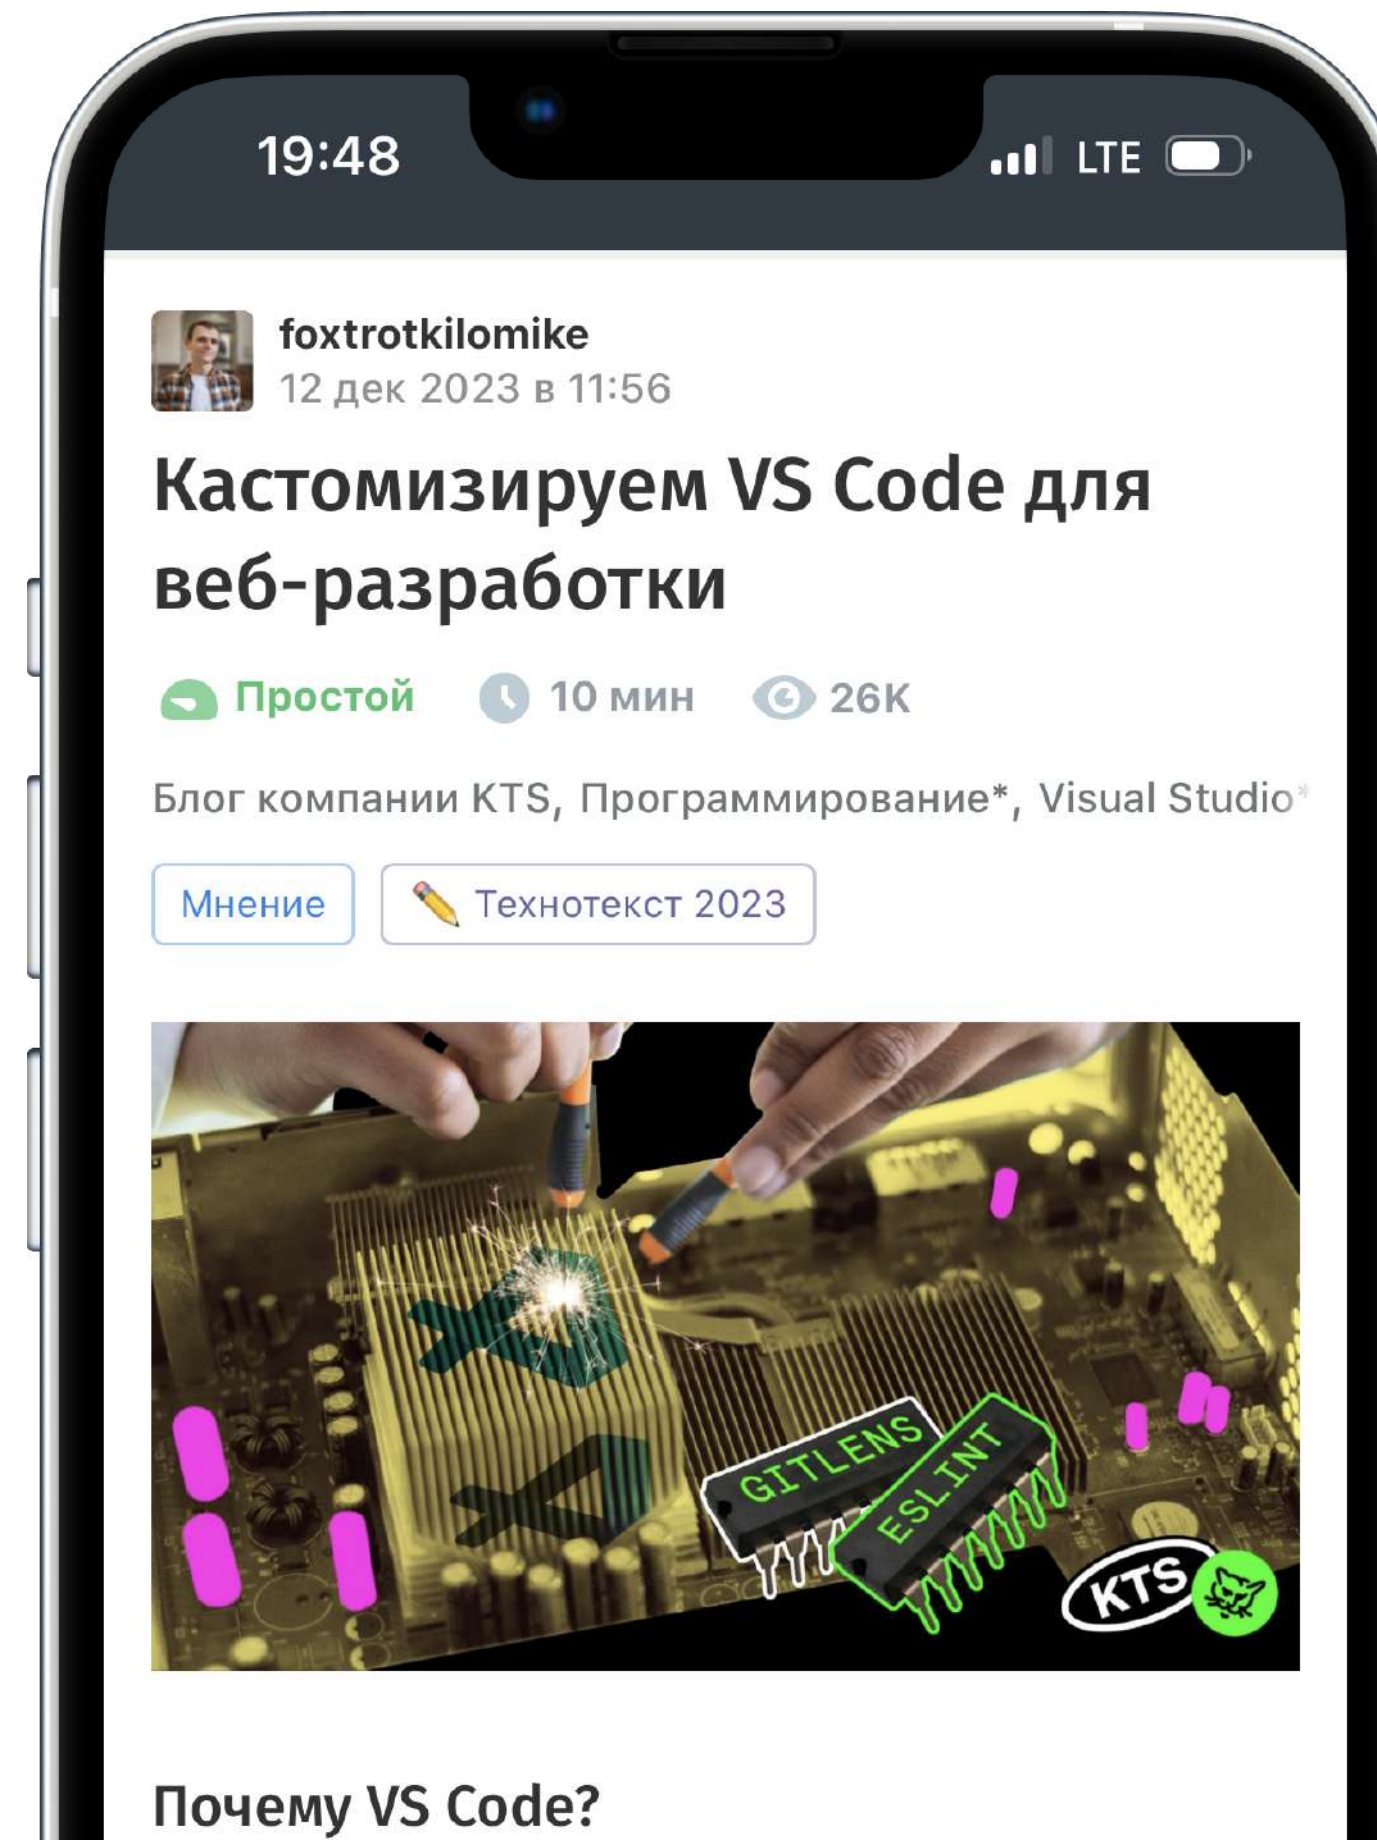 19:48
LTE
foxtrotkilomike
12 дек 2023 в 11:56
Кастомизируем VS Code для
веб-разработки
Простой 10 мин 26K
Блог компании KTS, Программирование*, Visual Studio*
Мнение ✏️ Технотекст 2023
GITLENS
ESLINT
KTS
Почему VS Code?